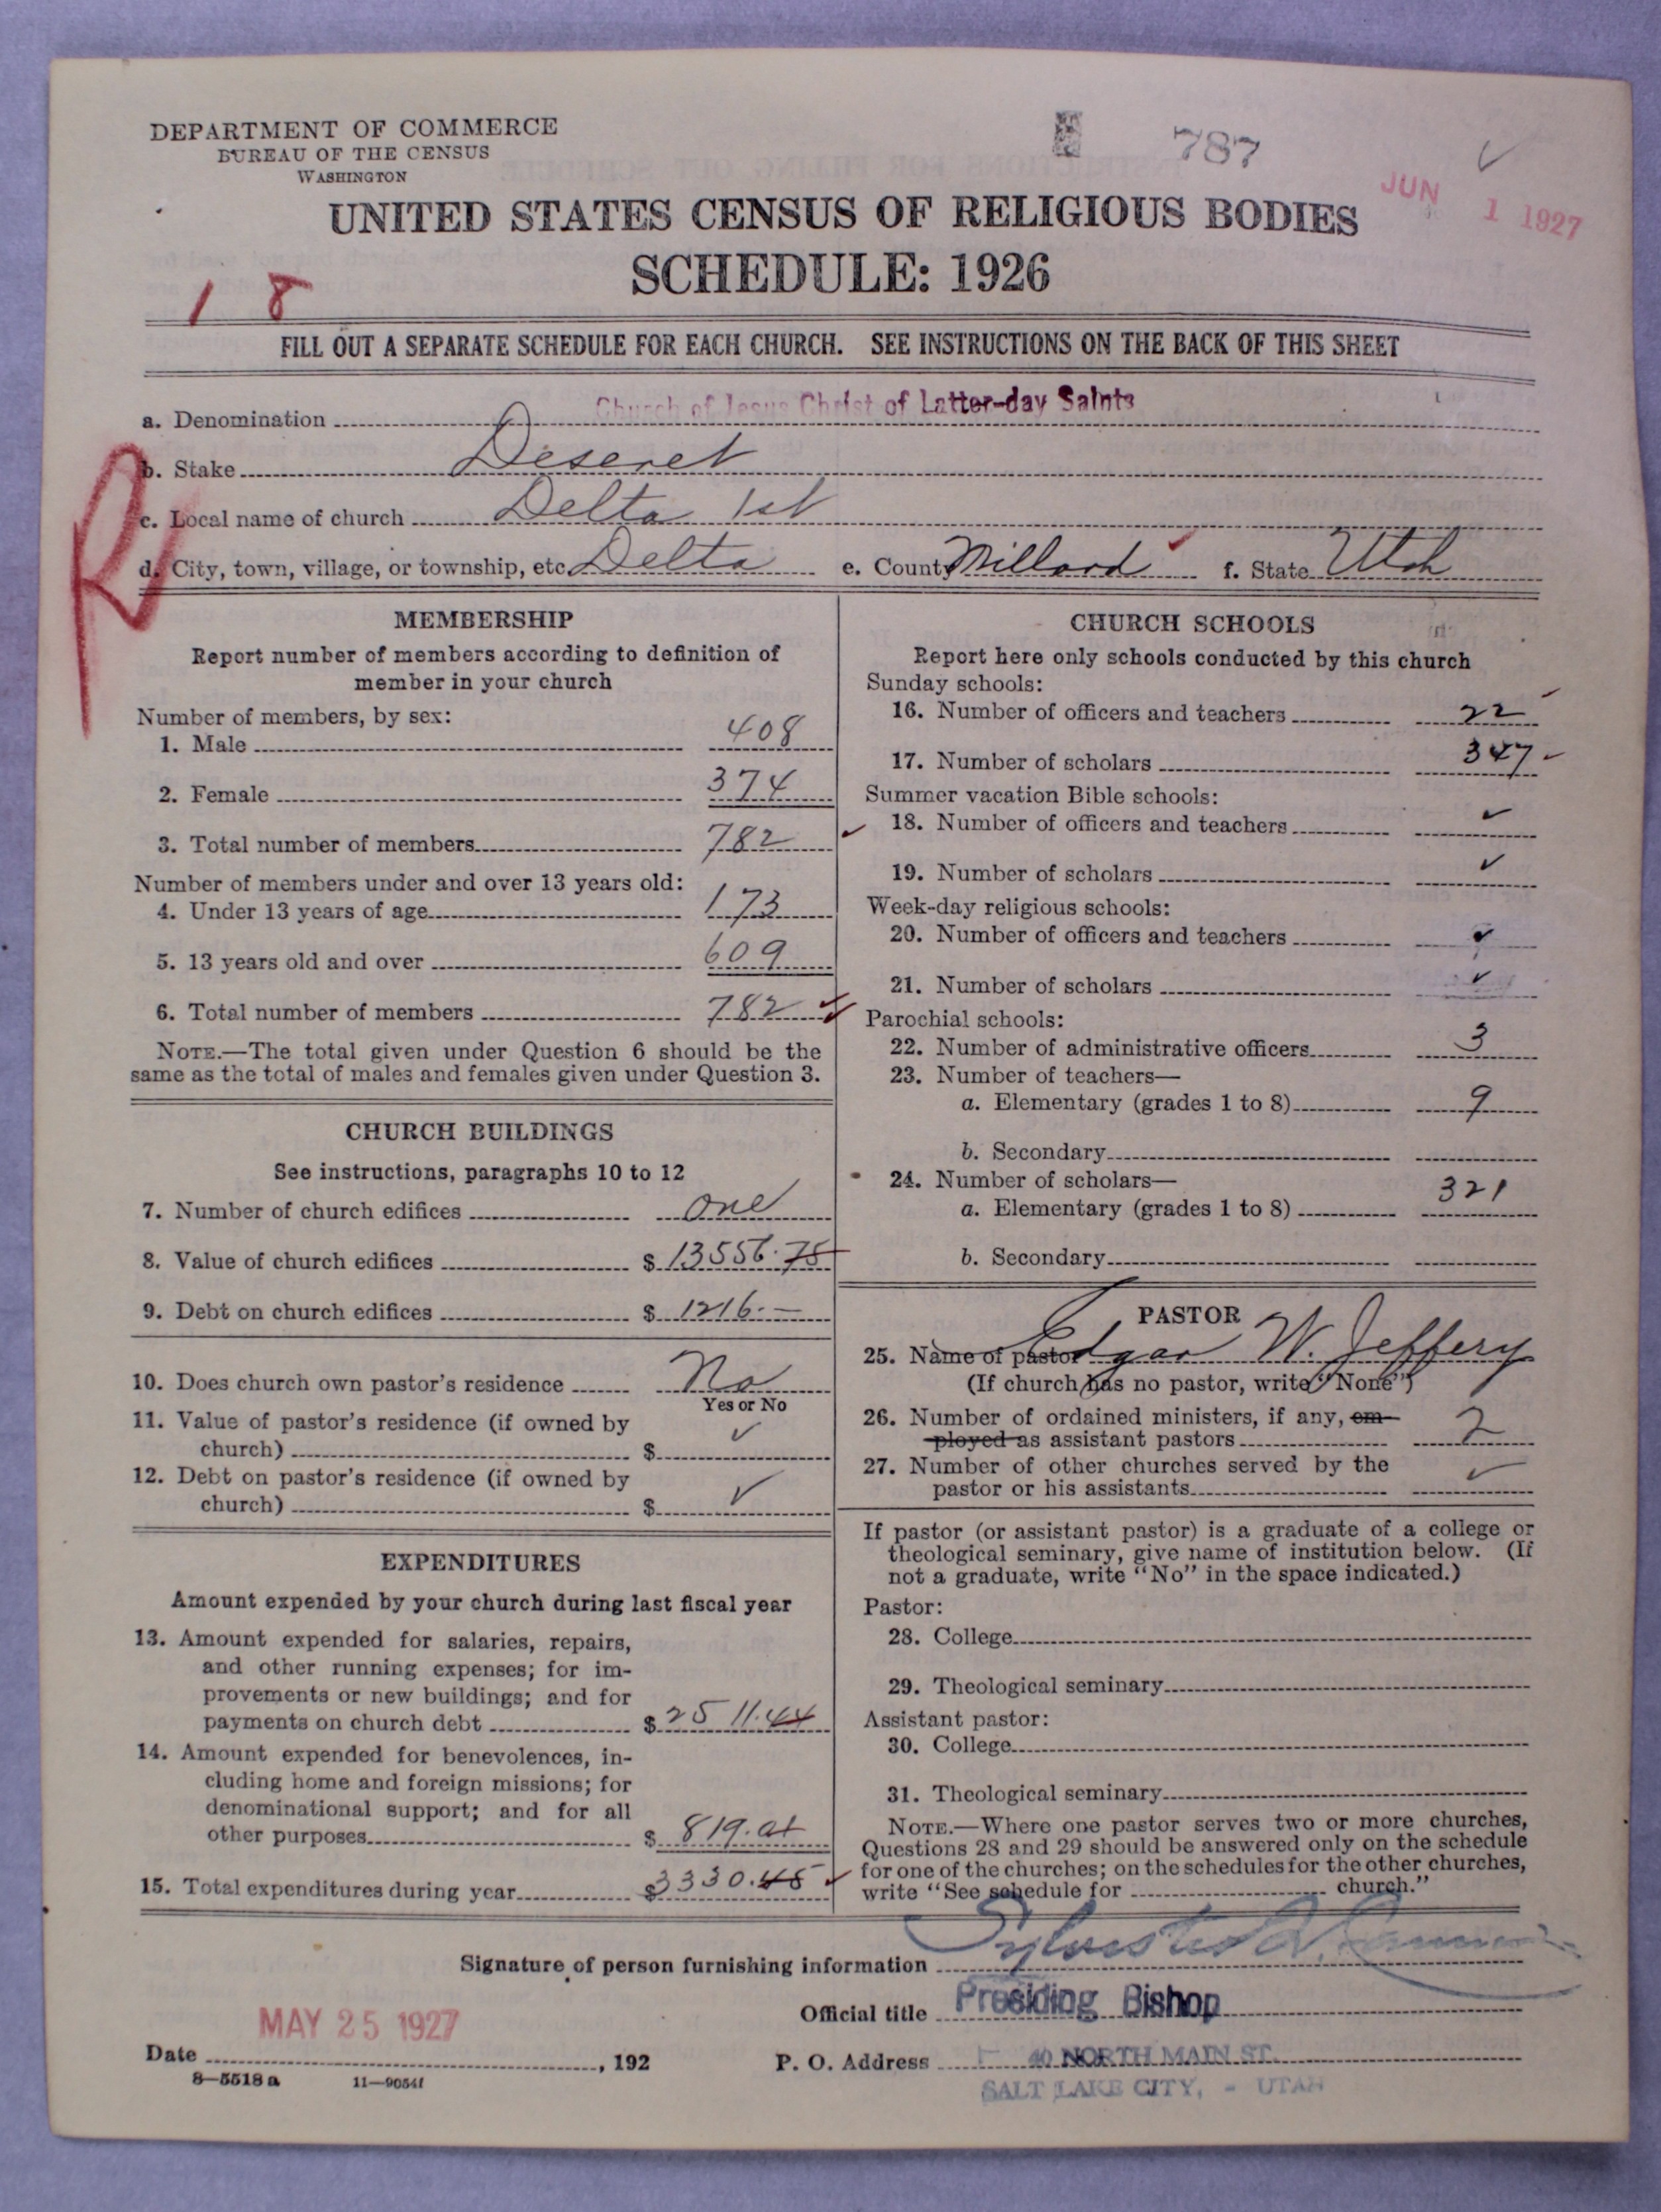 DEPARTMENT OF COMMERCE
BUREAU OF THE CENSUS
WASHINGTON
787
JUN 1 1927
UNITED STATES CENSUS OF RELIGIOUS BODIES
SCHEDULE: 1926
1 8
FILL OUT A SEPARATE SCHEDULE FOR EACH CHURCH. SEE INSTRUCTIONS ON THE BACK OF THIS SHEET
a. Denomination Church of Jesus Christ of Latter-day Saints
b. Stake Deseret
c. Local name of church Delta 1st
d. City, town, village, or township, etc. Delta e. County Millard f. State Utah
R
MEMBERSHIP
Report number of members according to definition of
member in your church
Number of members, by sex:
1. Male 408
2. Female 374
3. Total number of members 782 ✓
Number of members under and over 13 years old:
4. Under 13 years of age 173
5. 13 years old and over 609
6. Total number of members 782 ✓
NOTE.—The total given under Question 6 should be the
same as the total of males and females given under Question 3.
CHURCH BUILDINGS
See instructions, paragraphs 10 to 12
7. Number of church edifices one
8. Value of church edifices $ 13556.75
9. Debt on church edifices $ 1216.—
10. Does church own pastor's residence No
Yes or No
11. Value of pastor's residence (if owned by
church) $ ✓
12. Debt on pastor's residence (if owned by
church) $ ✓
EXPENDITURES
Amount expended by your church during last fiscal year
13. Amount expended for salaries, repairs,
and other running expenses; for im-
provements or new buildings; and for
payments on church debt $ 2511.44
14. Amount expended for benevolences, in-
cluding home and foreign missions; for
denominational support; and for all
other purposes $ 819.01
15. Total expenditures during year $ 3330.45 ✓
CHURCH SCHOOLS
Report here only schools conducted by this church
Sunday schools:
16. Number of officers and teachers 22
17. Number of scholars 347
Summer vacation Bible schools:
18. Number of officers and teachers ✓
19. Number of scholars ✓
Week-day religious schools:
20. Number of officers and teachers ✓
21. Number of scholars ✓
Parochial schools:
22. Number of administrative officers 3
23. Number of teachers—
a. Elementary (grades 1 to 8) 9
b. Secondary
24. Number of scholars—
a. Elementary (grades 1 to 8) 321
b. Secondary
PASTOR
25. Name of pastor Edgar W. Jeffery
(If church has no pastor, write "None")
26. Number of ordained ministers, if any, em-
ployed as assistant pastors 2
27. Number of other churches served by the
pastor or his assistants ✓
If pastor (or assistant pastor) is a graduate of a college or
theological seminary, give name of institution below. (If
not a graduate, write "No" in the space indicated.)
Pastor:
28. College
29. Theological seminary
Assistant pastor:
30. College
31. Theological seminary
NOTE.—Where one pastor serves two or more churches,
Questions 28 and 29 should be answered only on the schedule
for one of the churches; on the schedules for the other churches,
write "See schedule for church."
Signature of person furnishing information Sylvester Q. Cannon
Official title Presiding Bishop
MAY 25 1927
Date , 192
P. O. Address 40 NORTH MAIN ST.
SALT LAKE CITY, - UTAH
8—5518a 11—9054f